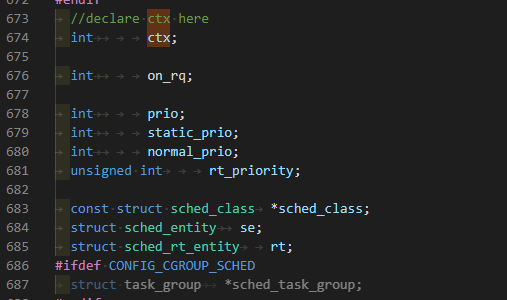 672 #endif
673 //declare ctx here
674 int ctx;
675
676 int on_rq;
677
678 int prio;
679 int static_prio;
680 int normal_prio;
681 unsigned int rt_priority;
682
683 const struct sched_class *sched_class;
684 struct sched_entity se;
685 struct sched_rt_entity rt;
686 #ifdef CONFIG_CGROUP_SCHED
687 struct task_group *sched_task_group;